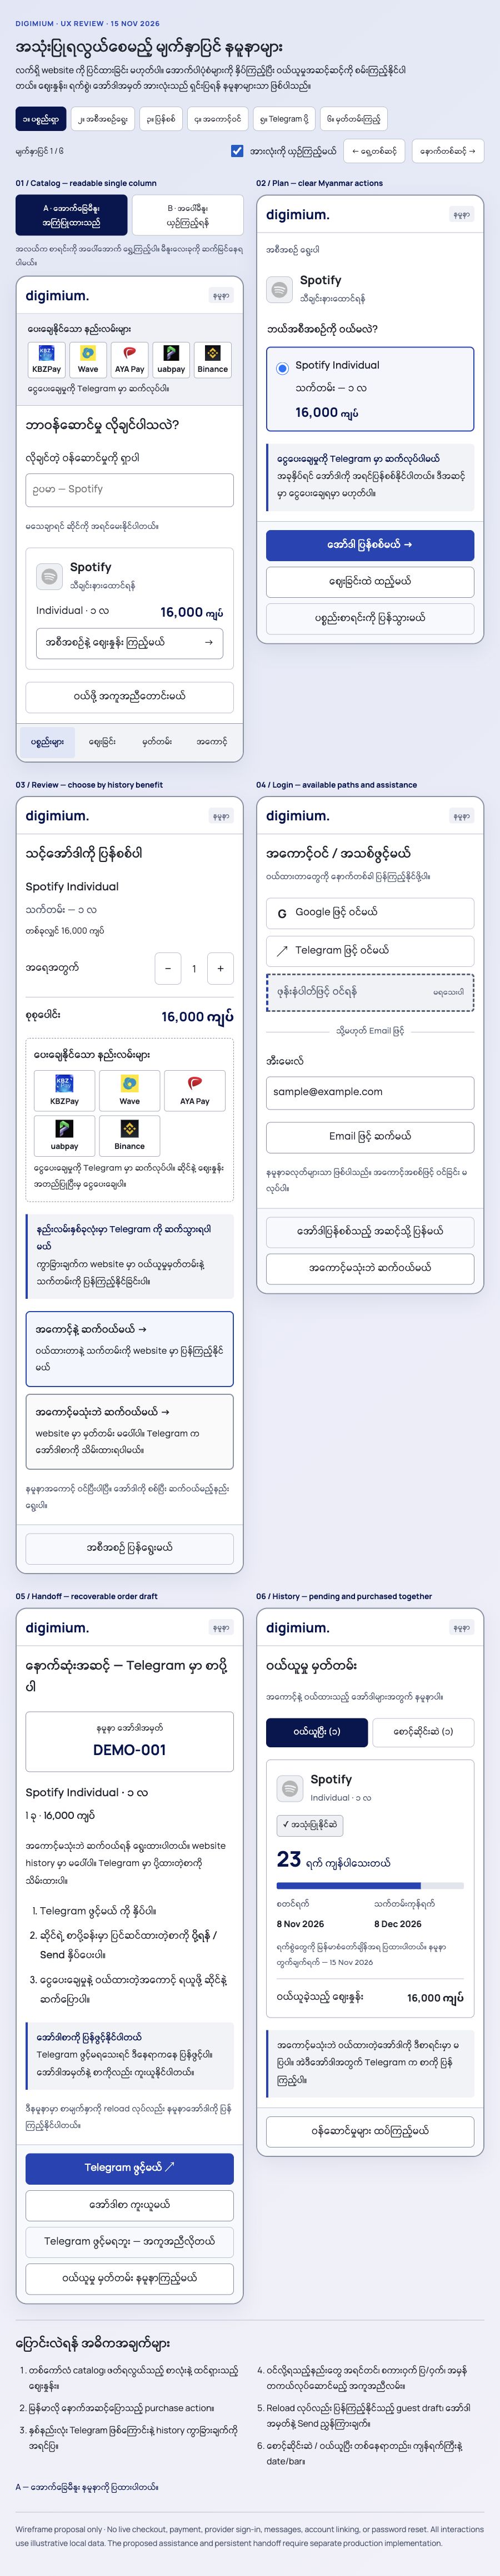 DIGIMIUM · UX REVIEW · 15 NOV 2026
အသုံးပြုရလွယ်စေမည့် မျက်နှာပြင် နမူနာများ
လက်ရှိ website ကို ပြင်ထားခြင်း မဟုတ်ပါ။ အောက်ပါပုံစံများကို နှိပ်ကြည့်ပြီး ဝယ်ယူမှုအဆင့်ဆင့်ကို စမ်းကြည့်နိုင်ပါ
တယ်။ ဈေးနှုန်း၊ ရက်စွဲ၊ အော်ဒါအမှတ် အားလုံးသည် ရှင်းပြရန် နမူနာများသာ ဖြစ်ပါတယ်။
၁။ ပစ္စည်းရှာ
၂။ အစီအစဉ်ရွေး
၃။ ပြန်စစ်
၄။ အကောင့်ဝင်
၅။ Telegram ပို့
၆။ မှတ်တမ်းကြည့်
မျက်နှာပြင် 1 / 6
အားလုံးကို ယှဉ်ကြည့်မယ်
← ရှေ့တစ်ဆင့်
နောက်တစ်ဆင့် →
01 / Catalog — readable single column
A · အောက်ခြေမီနူး
အကြံပြုထားသည်
B · အပေါ်မီနူး
ယှဉ်ကြည့်ရန်
အလယ်က စာရင်းကို အပေါ်အောက် ရွှေ့ကြည့်ပါ။ မီနူးလေးခုကို ဆက်မြင်နေရ
ပါမယ်။
digimium.
နမူနာ
ပေးချေနိုင်သော နည်းလမ်းများ
KBZPay
Wave
AYA Pay
uabpay
Binance
ငွေပေးချေမှုကို Telegram မှာ ဆက်လုပ်ပါ။
ဘာဝန်ဆောင်မှု လိုချင်ပါသလဲ?
လိုချင်တဲ့ ဝန်ဆောင်မှုကို ရှာပါ
ဥပမာ — Spotify
မသေချာရင် ဆိုင်ကို အရင်မေးနိုင်ပါတယ်။
Spotify
သီချင်းနားထောင်ရန်
Individual · ၁ လ
16,000 ကျပ်
အစီအစဉ်နဲ့ ဈေးနှုန်း ကြည့်မယ် →
ဝယ်ဖို့ အကူအညီတောင်းမယ်
ပစ္စည်းများ
ဈေးခြင်း
မှတ်တမ်း
အကောင့်
02 / Plan — clear Myanmar actions
digimium.
နမူနာ
အစီအစဉ် ရွေးပါ
Spotify
သီချင်းနားထောင်ရန်
ဘယ်အစီအစဉ်ကို ဝယ်မလဲ?
Spotify Individual
သက်တမ်း — ၁ လ
16,000 ကျပ်
ငွေပေးချေမှုကို Telegram မှာ ဆက်လုပ်ပါမယ်
အခုနှိပ်ရင် အော်ဒါကို အရင်ပြန်စစ်နိုင်ပါတယ်။ ဒီအဆင့်
မှာ ငွေပေးချေရမှာ မဟုတ်ပါ။
အော်ဒါ ပြန်စစ်မယ် →
ဈေးခြင်းထဲ ထည့်မယ်
ပစ္စည်းစာရင်းကို ပြန်သွားမယ်
03 / Review — choose by history benefit
digimium.
နမူနာ
သင့်အော်ဒါကို ပြန်စစ်ပါ
Spotify Individual
သက်တမ်း — ၁ လ
တစ်ခုလျှင် 16,000 ကျပ်
အရေအတွက်
−
1
+
စုစုပေါင်း
16,000 ကျပ်
ပေးချေနိုင်သော နည်းလမ်းများ
KBZPay
Wave
AYA Pay
uabpay
Binance
ငွေပေးချေမှုကို Telegram မှာ ဆက်လုပ်ပါ။ ဆိုင်နဲ့ ဈေးနှုန်း
အတည်ပြုပြီးမှ ငွေပေးချေပါ။
နည်းလမ်းနှစ်ခုလုံးမှာ Telegram ကို ဆက်သွားရပါ
မယ်
ကွာခြားချက်က website မှာ ဝယ်ယူမှုမှတ်တမ်းနဲ့
သက်တမ်းကို ပြန်ကြည့်နိုင်ခြင်းပါ။
အကောင့်နဲ့ ဆက်ဝယ်မယ် →
ဝယ်ထားတာနဲ့ သက်တမ်းကို website မှာ ပြန်ကြည့်နိုင်
မယ်
အကောင့်မသုံးဘဲ ဆက်ဝယ်မယ် →
website မှာ မှတ်တမ်း မပေါ်ပါ။ Telegram က
အော်ဒါစာကို သိမ်းထားရပါမယ်။
နမူနာအကောင့် ဝင်ပြီးပါပြီ။ အော်ဒါကို စစ်ပြီး ဆက်ဝယ်မည့်နည်း
ရွေးပါ။
အစီအစဉ် ပြန်ရွေးမယ်
04 / Login — available paths and assistance
digimium.
နမူနာ
အကောင့်ဝင် / အသစ်ဖွင့်မယ်
ဝယ်ထားတာတွေကို နောက်တစ်ခါ ပြန်ကြည့်နိုင်ဖို့ပါ။
G Google ဖြင့် ဝင်မယ်
↗ Telegram ဖြင့် ဝင်မယ်
ဖုန်းနံပါတ်ဖြင့် ဝင်ရန်
မရသေးပါ
သို့မဟုတ် Email ဖြင့်
အီးမေးလ်
sample@example.com
Email ဖြင့် ဆက်မယ်
နမူနာခလုတ်များသာ ဖြစ်ပါသည်။ အကောင့်အစစ်ဖြင့် ဝင်ခြင်း မ
လုပ်ပါ။
အော်ဒါပြန်စစ်သည့် အဆင့်သို့ ပြန်မယ်
အကောင့်မသုံးဘဲ ဆက်ဝယ်မယ်
05 / Handoff — recoverable order draft
digimium.
နမူနာ
နောက်ဆုံးအဆင့် — Telegram မှာ စာပို့
ပါ
နမူနာ အော်ဒါအမှတ်
DEMO-001
Spotify Individual · ၁ လ
1 ခု · 16,000 ကျပ်
အကောင့်မသုံးဘဲ ဆက်ဝယ်ရန် ရွေးထားပါတယ်။ website
history မှာ မပေါ်ပါ။ Telegram မှာ ပို့ထားတဲ့စာကို
သိမ်းထားပါ။
1. Telegram ဖွင့်မယ် ကို နှိပ်ပါ။
2. ဆိုင်ရဲ့ စာပို့ခန်းမှာ ပြင်ဆင်ထားတဲ့စာကို ပို့ရန် /
Send နှိပ်ပေးပါ။
3. ငွေပေးချေမှုနဲ့ ဝယ်ထားတဲ့အကောင့် ရယူဖို့ ဆိုင်နဲ့
ဆက်ပြောပါ။
အော်ဒါစာကို ပြန်ဖွင့်နိုင်ပါတယ်
Telegram ဖွင့်မရသေးရင် ဒီနေရာကနေ ပြန်ဖွင့်ပါ။
အော်ဒါအမှတ်နဲ့ စာကိုလည်း ကူးယူနိုင်ပါတယ်။
ဒီနမူနာမှာ စာမျက်နှာကို reload လုပ်လည်း နမူနာအော်ဒါကို ပြန်
ကြည့်နိုင်ပါတယ်။
Telegram ဖွင့်မယ် ↗
အော်ဒါစာ ကူးယူမယ်
Telegram ဖွင့်မရဘူး — အကူအညီလိုတယ်
ဝယ်ယူမှု မှတ်တမ်း နမူနာကြည့်မယ်
06 / History — pending and purchased together
digimium.
နမူနာ
ဝယ်ယူမှု မှတ်တမ်း
အကောင့်နဲ့ ဝယ်ထားသည့် အော်ဒါများအတွက် နမူနာပါ။
ဝယ်ယူပြီး (၁)
စောင့်ဆိုင်းဆဲ (၁)
Spotify
Individual · ၁ လ
✓ အသုံးပြုနိုင်ဆဲ
23 ရက် ကျန်ပါသေးတယ်
စတင်ရက်
သက်တမ်းကုန်ရက်
8 Nov 2026
8 Dec 2026
ရက်စွဲတွေကို မြန်မာစံတော်ချိန်အရ ပြထားပါတယ်။ နမူနာ
တွက်ချက်ရက် — 15 Nov 2026
ဝယ်ယူခဲ့သည့် ဈေးနှုန်း
16,000 ကျပ်
အကောင့်မသုံးဘဲ ဝယ်ထားတဲ့အော်ဒါကို ဒီစာရင်းမှာ မ
ပြပါ။ အဲဒီအော်ဒါအတွက် Telegram က စာကို ပြန်
ကြည့်ပါ။
ဝန်ဆောင်မှုများ ထပ်ကြည့်မယ်
ပြောင်းလဲရန် အဓိကအချက်များ
1. တစ်ကော်လံ catalog၊ ဖတ်ရလွယ်သည့် စာလုံးနဲ့ ထင်ရှားသည့်
ဈေးနှုန်း။
2. မြန်မာလို နောက်အဆင့်ပြောသည့် purchase action။
3. နှစ်နည်းလုံး Telegram ဖြစ်ကြောင်းနဲ့ history ကွာခြားချက်ကို
အရင်ပြ။
4. ဝင်လို့ရသည့်နည်းတွေ အရင်တင်၊ စကားဝှက် ပြ/ဝှက်၊ အမှန်
တကယ်လုပ်ဆောင်မည့် အကူအညီလမ်း။
5. Reload လုပ်လည်း ပြန်ကြည့်နိုင်သည့် guest draft၊ အော်ဒါ
အမှတ်နဲ့ Send ညွှန်ကြားချက်။
6. စောင့်ဆိုင်းဆဲ / ဝယ်ယူပြီး တစ်နေရာတည်း၊ ကျန်ရက်ကြီးနဲ့
date/bar။
A — အောက်ခြေမီနူး နမူနာကို ပြထားပါတယ်။
Wireframe proposal only · No live checkout, payment, provider sign-in, messages, account linking, or password reset. All interactions
use illustrative local data. The proposed assistance and persistent handoff require separate production implementation.